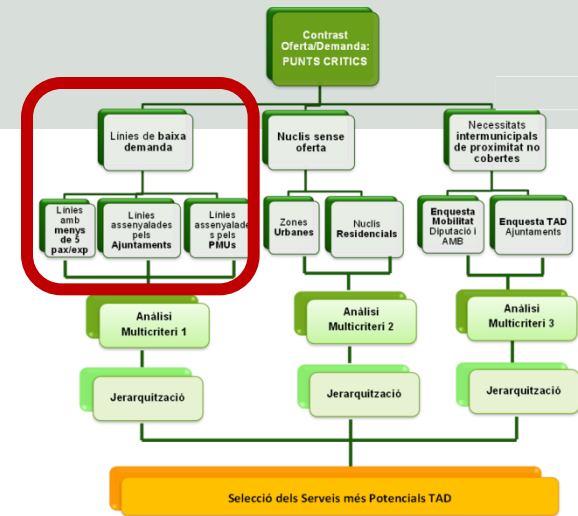 Contrast
Oferta/Demanda:
PUNTS CRITICS
Línies de baixa
demanda
Nuclis sense
oferta
Necessitats
intermunicipals
de proximitat no
cobertes
Línies
amb
menys
de 5
pax/exp
Línies
assenyalades
pels
Ajuntaments
Línies
assenyalade
s pels
PMUs
Zones
Urbanes
Nuclis
Residencials
Enquesta
Mobilitat
Diputació i
AMB
Enquesta TAD
Ajuntaments
Anàlisi
Multicriteri 1
Anàlisi
Multicriteri 2
Anàlisi
Multicriteri 3
Jerarquització
Jerarquització
Jerarquització
Selecció dels Serveis més Potencials TAD